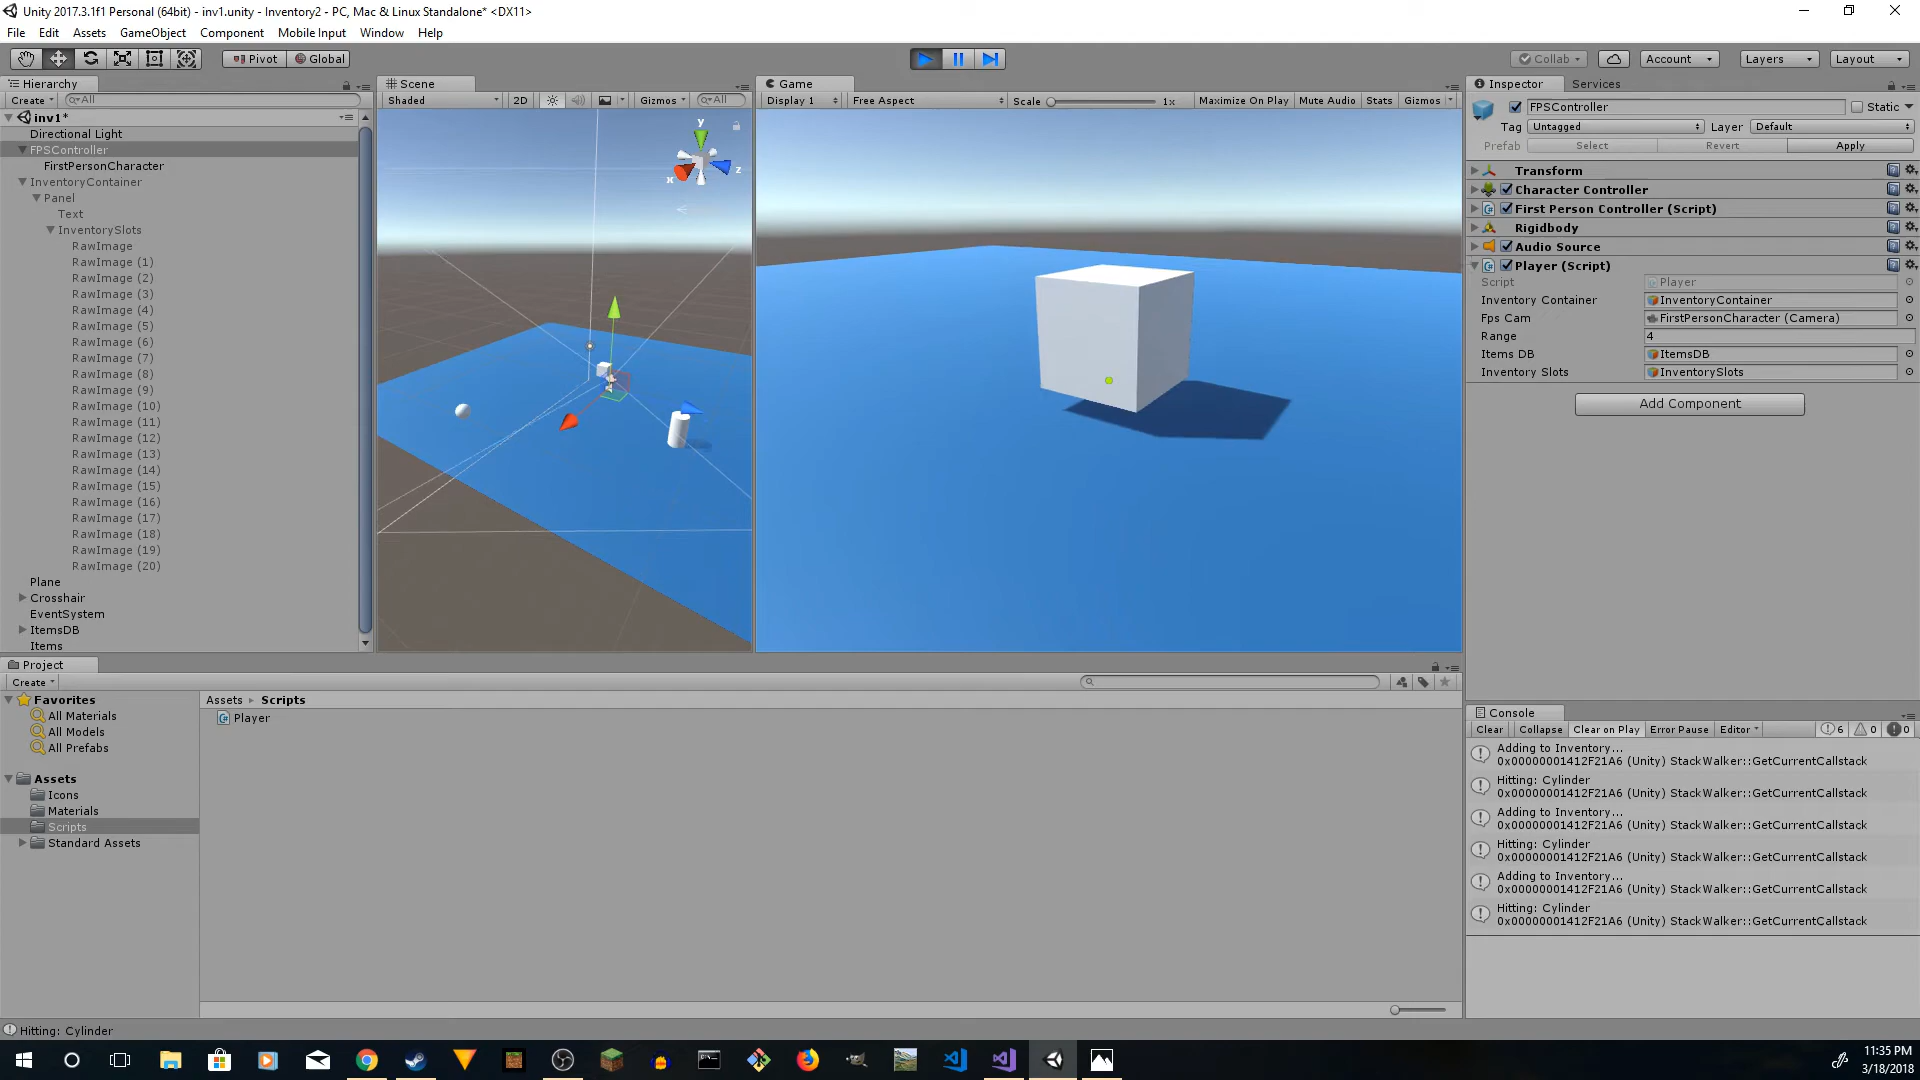 Unity 2017.3.1f1 Personal (64bit) - inv1.unity - Inventory2 - PC, Mac & Linux Standalone* <DX11>
File Edit Assets GameObject Component Mobile Input Window Help
Pivot Global Collab Account Layers Layout
Hierarchy
Create All
inv1*
Directional Light
FPSController
FirstPersonCharacter
InventoryContainer
Panel
Text
InventorySlots
RawImage
RawImage (1)
RawImage (2)
RawImage (3)
RawImage (4)
RawImage (5)
RawImage (6)
RawImage (7)
RawImage (8)
RawImage (9)
RawImage (10)
RawImage (11)
RawImage (12)
RawImage (13)
RawImage (14)
RawImage (15)
RawImage (16)
RawImage (17)
RawImage (18)
RawImage (19)
RawImage (20)
Plane
Crosshair
EventSystem
ItemsDB
Items
Scene
Shaded 2D Gizmos All
y
x z
Game
Display 1 Free Aspect Scale 1x Maximize On Play Mute Audio Stats Gizmos
Inspector Services
FPSController Static
Tag Untagged Layer Default
Prefab Select Revert Apply
Transform
Character Controller
First Person Controller (Script)
Rigidbody
Audio Source
Player (Script)
Script Player
Inventory Container InventoryContainer
Fps Cam FirstPersonCharacter (Camera)
Range 4
Items DB ItemsDB
Inventory Slots InventorySlots
Add Component
Project
Create
Favorites
All Materials
All Models
All Prefabs
Assets
Icons
Materials
Scripts
Standard Assets
Assets Scripts
Player
Console
Clear Collapse Clear on Play Error Pause Editor 6 0 0
Adding to Inventory...
0x00000001412F21A6 (Unity) StackWalker::GetCurrentCallstack
Hitting: Cylinder
0x00000001412F21A6 (Unity) StackWalker::GetCurrentCallstack
Adding to Inventory...
0x00000001412F21A6 (Unity) StackWalker::GetCurrentCallstack
Hitting: Cylinder
0x00000001412F21A6 (Unity) StackWalker::GetCurrentCallstack
Adding to Inventory...
0x00000001412F21A6 (Unity) StackWalker::GetCurrentCallstack
Hitting: Cylinder
0x00000001412F21A6 (Unity) StackWalker::GetCurrentCallstack
Hitting: Cylinder
11:35 PM
3/18/2018